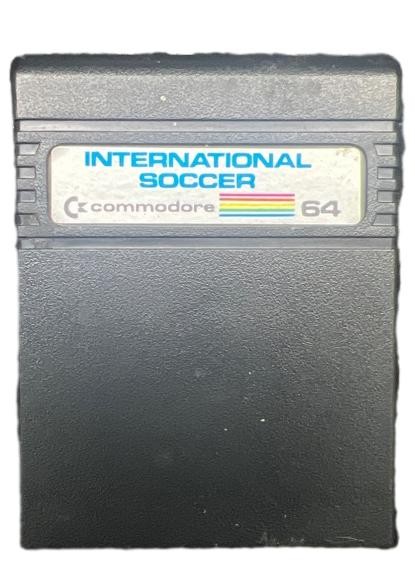 INTERNATIONAL
SOCCER
commodore 64